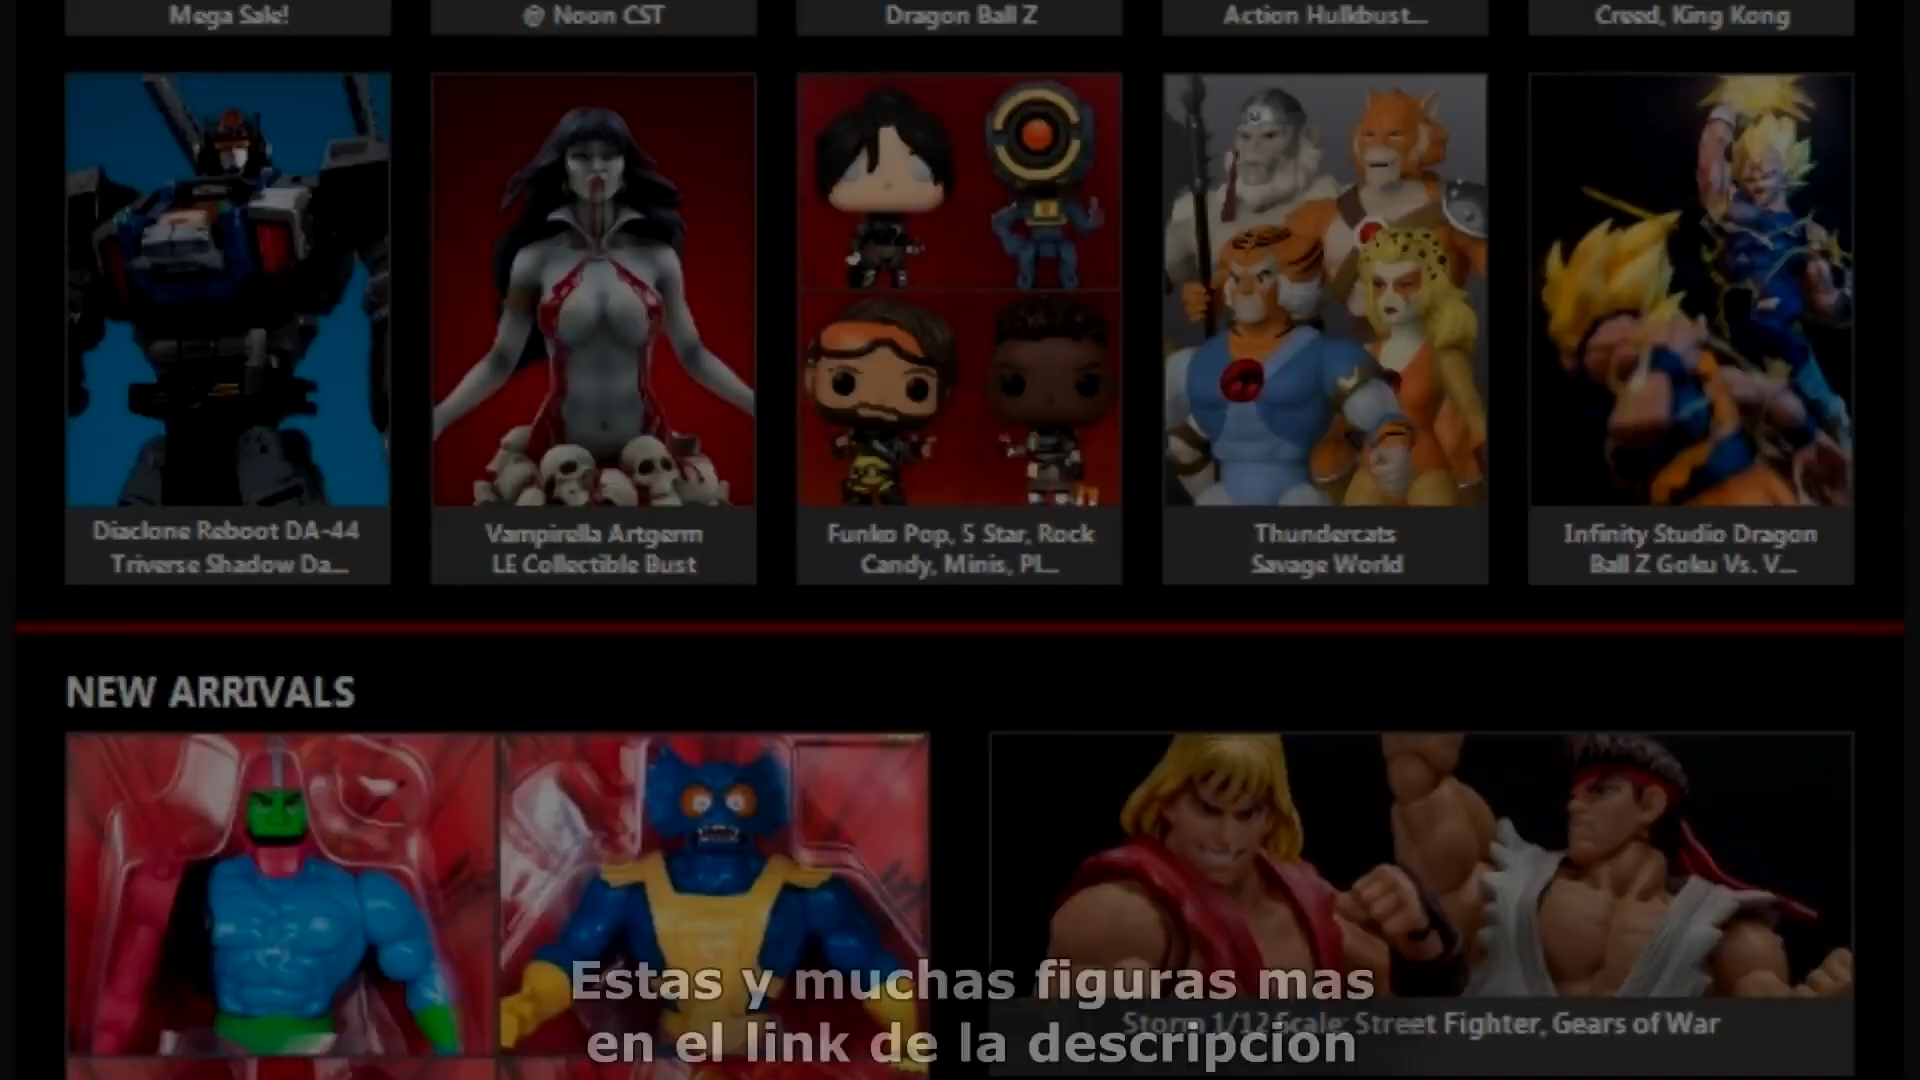 Mega Sale!
@ Noon CST
Dragon Ball Z
Action Hulkbust...
Creed, King Kong
Diaclone Reboot DA-44
Triverse Shadow Da...
Vampirella Artgerm
LE Collectible Bust
Funko Pop, 5 Star, Rock
Candy, Minis, Pl...
Thundercats
Savage World
Infinity Studio Dragon
Ball Z Goku Vs. V...
NEW ARRIVALS
Storm 1/12 Scale: Street Fighter, Gears of War
Estas y muchas figuras mas
en el link de la descripcion